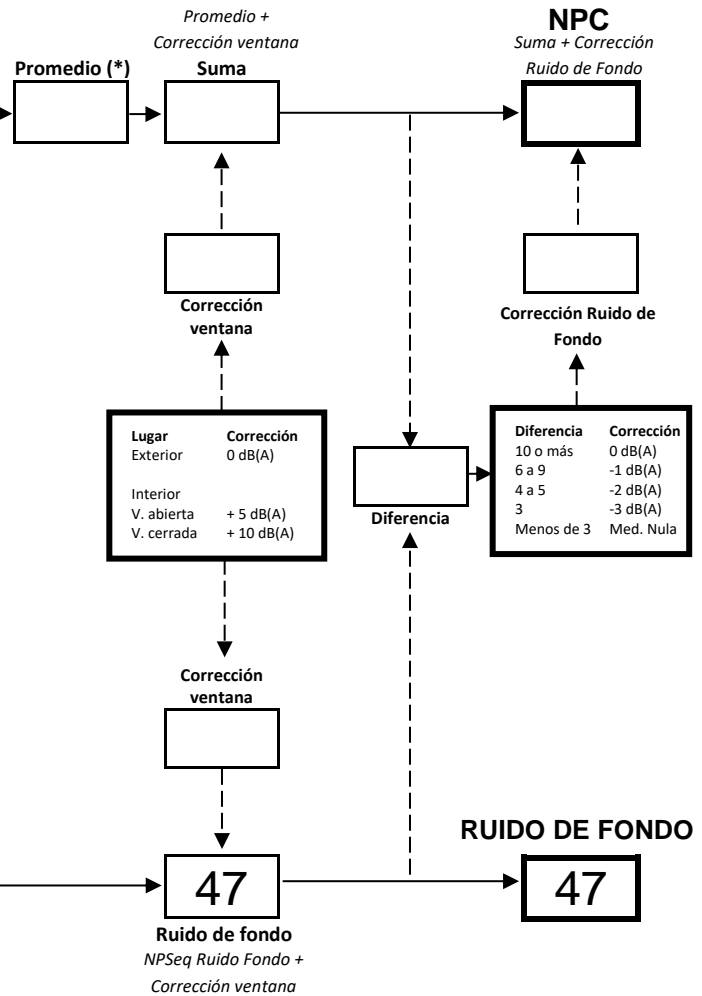 Promedio +
Corrección ventana
NPC
Suma + Corrección
Ruido de Fondo
Promedio (*)
Suma
Corrección
ventana
Corrección Ruido de
Fondo
Lugar Corrección
Exterior 0 dB(A)
Interior
V. abierta + 5 dB(A)
V. cerrada + 10 dB(A)
Diferencia
Diferencia Corrección
10 o más 0 dB(A)
6 a 9 -1 dB(A)
4 a 5 -2 dB(A)
3 -3 dB(A)
Menos de 3 Med. Nula
Corrección
ventana
RUIDO DE FONDO
47
47
Ruido de fondo
NPSeq Ruido Fondo +
Corrección ventana